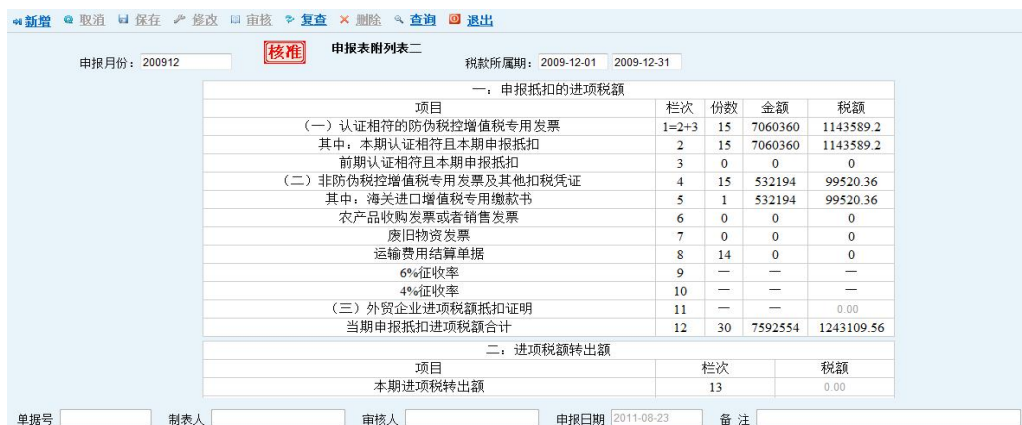 新增 取消 保存 修改 审核 复查 删除 查询 退出
核准 申报表附列表二
申报月份: 200912 税款所属期: 2009-12-01 2009-12-31
一: 申报抵扣的进项税额
项目 栏次 份数 金额 税额
(一) 认证相符的防伪税控增值税专用发票 1=2+3 15 7060360 1143589.2
其中: 本期认证相符且本期申报抵扣 2 15 7060360 1143589.2
前期认证相符且本期申报抵扣 3 0 0 0
(二) 非防伪税控增值税专用发票及其他扣税凭证 4 15 532194 99520.36
其中: 海关进口增值税专用缴款书 5 1 532194 99520.36
农产品收购发票或者销售发票 6 0 0 0
废旧物资发票 7 0 0 0
运输费用结算单据 8 14 0 0
6%征收率 9 — — —
4%征收率 10 — — —
(三) 外贸企业进项税额抵扣证明 11 — — 0.00
当期申报抵扣进项税额合计 12 30 7592554 1243109.56
二: 进项税额转出额
项目 栏次 税额
本期进项税转出额 13 0.00
单据号 制表人 审核人 申报日期 2011-08-23 备 注